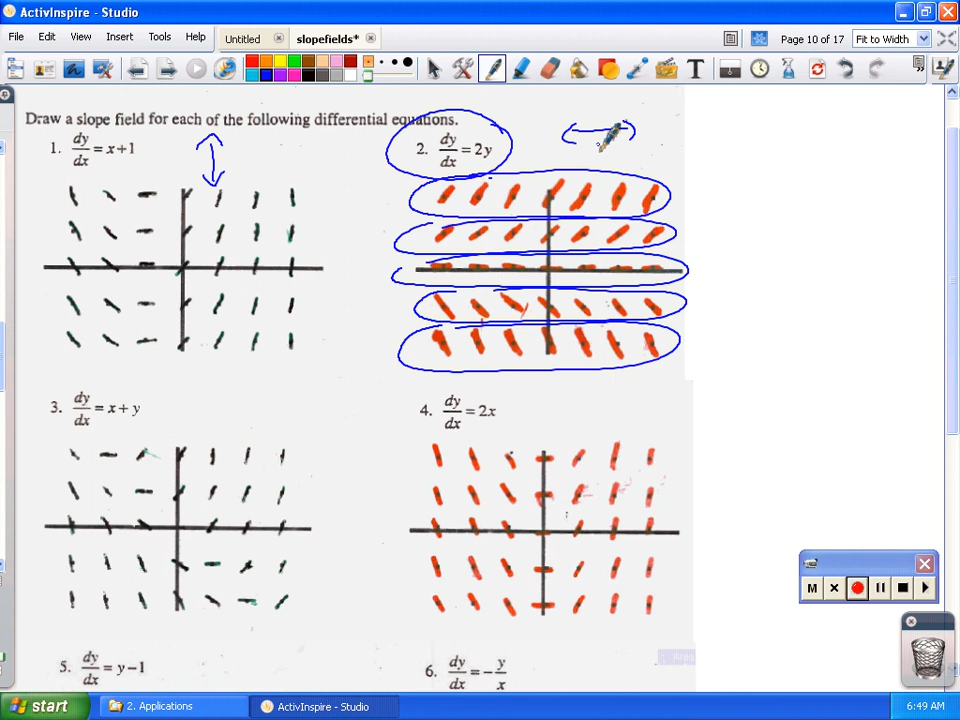 ActivInspire - Studio
File Edit View Insert Tools Help Untitled slopefields* Page 10 of 17 Fit to Width
Draw a slope field for each of the following differential equations.
1. dy/dx = x+1
2. dy/dx = 2y
3. dy/dx = x+y
4. dy/dx = 2x
5. dy/dx = y−1
6. dy/dx = −y/x
M
start 2. Applications ActivInspire - Studio 6:49 AM